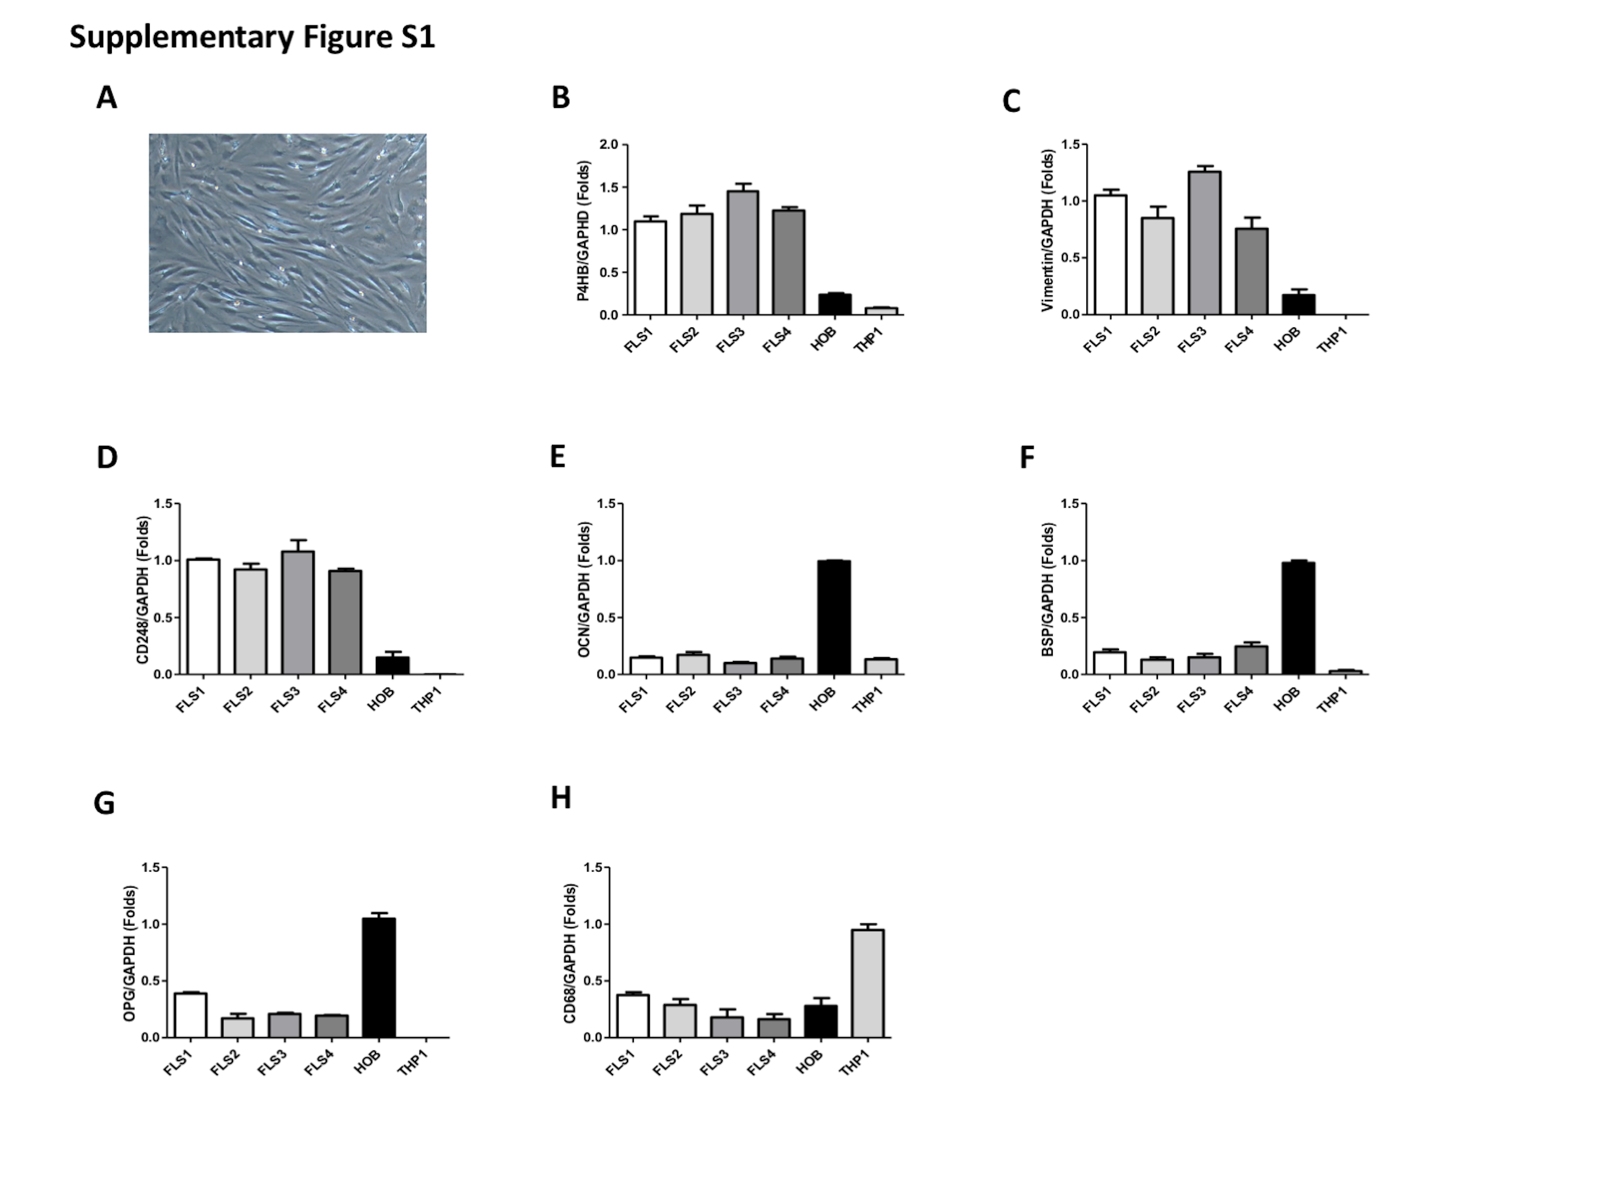 Supplementary Figure S1
A
B
P4HB/GAPHD (Folds)
2.0
1.5
1.0
0.5
0.0
FLS1 FLS2 FLS3 FLS4 HOB THP1
C
Vimentin/GAPDH (Folds)
1.5
1.0
0.5
0.0
FLS1 FLS2 FLS3 FLS4 HOB THP1
D
CD248/GAPDH (Folds)
1.5
1.0
0.5
0.0
FLS1 FLS2 FLS3 FLS4 HOB THP1
E
OCN/GAPDH (Folds)
1.5
1.0
0.5
0.0
FLS1 FLS2 FLS3 FLS4 HOB THP1
F
BSP/GAPDH (Folds)
1.5
1.0
0.5
0.0
FLS1 FLS2 FLS3 FLS4 HOB THP1
G
OPG/GAPDH (Folds)
1.5
1.0
0.5
0.0
FLS1 FLS2 FLS3 FLS4 HOB THP1
H
CD68/GAPDH (Folds)
1.5
1.0
0.5
0.0
FLS1 FLS2 FLS3 FLS4 HOB THP1